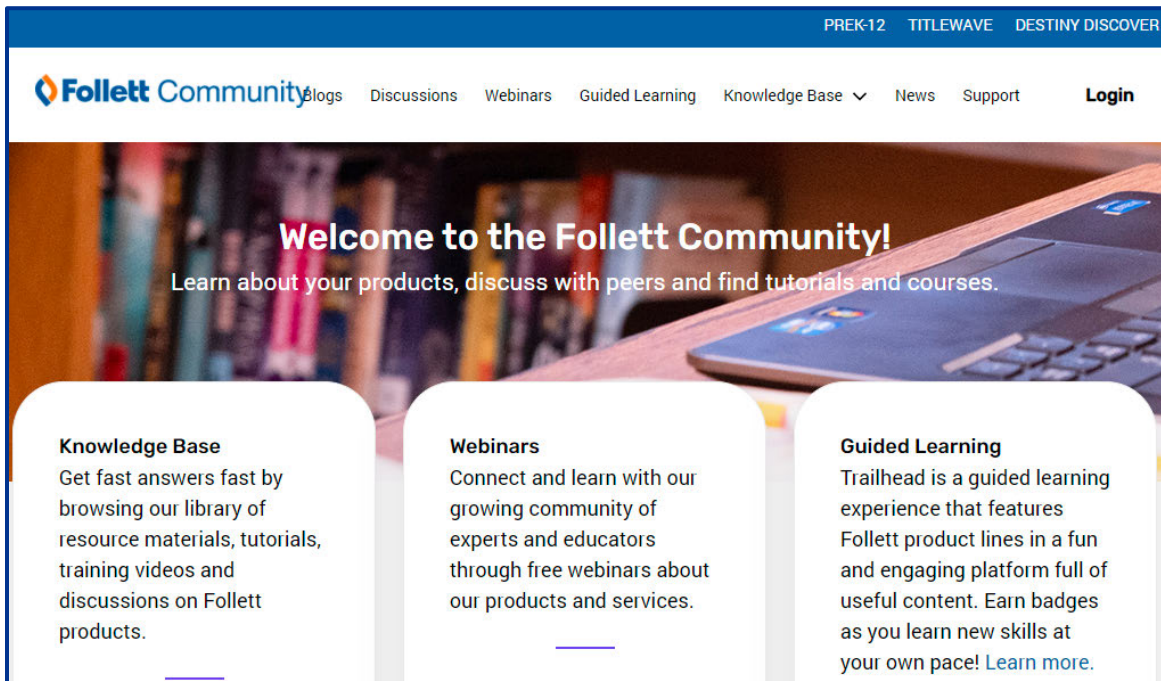 PREK-12 TITLEWAVE DESTINY DISCOVER
Follett Community Blogs Discussions Webinars Guided Learning Knowledge Base News Support Login
Welcome to the Follett Community!
Learn about your products, discuss with peers and find tutorials and courses.
Knowledge Base
Get fast answers fast by
browsing our library of
resource materials, tutorials,
training videos and
discussions on Follett
products.
Webinars
Connect and learn with our
growing community of
experts and educators
through free webinars about
our products and services.
Guided Learning
Trailhead is a guided learning
experience that features
Follett product lines in a fun
and engaging platform full of
useful content. Earn badges
as you learn new skills at
your own pace! Learn more.